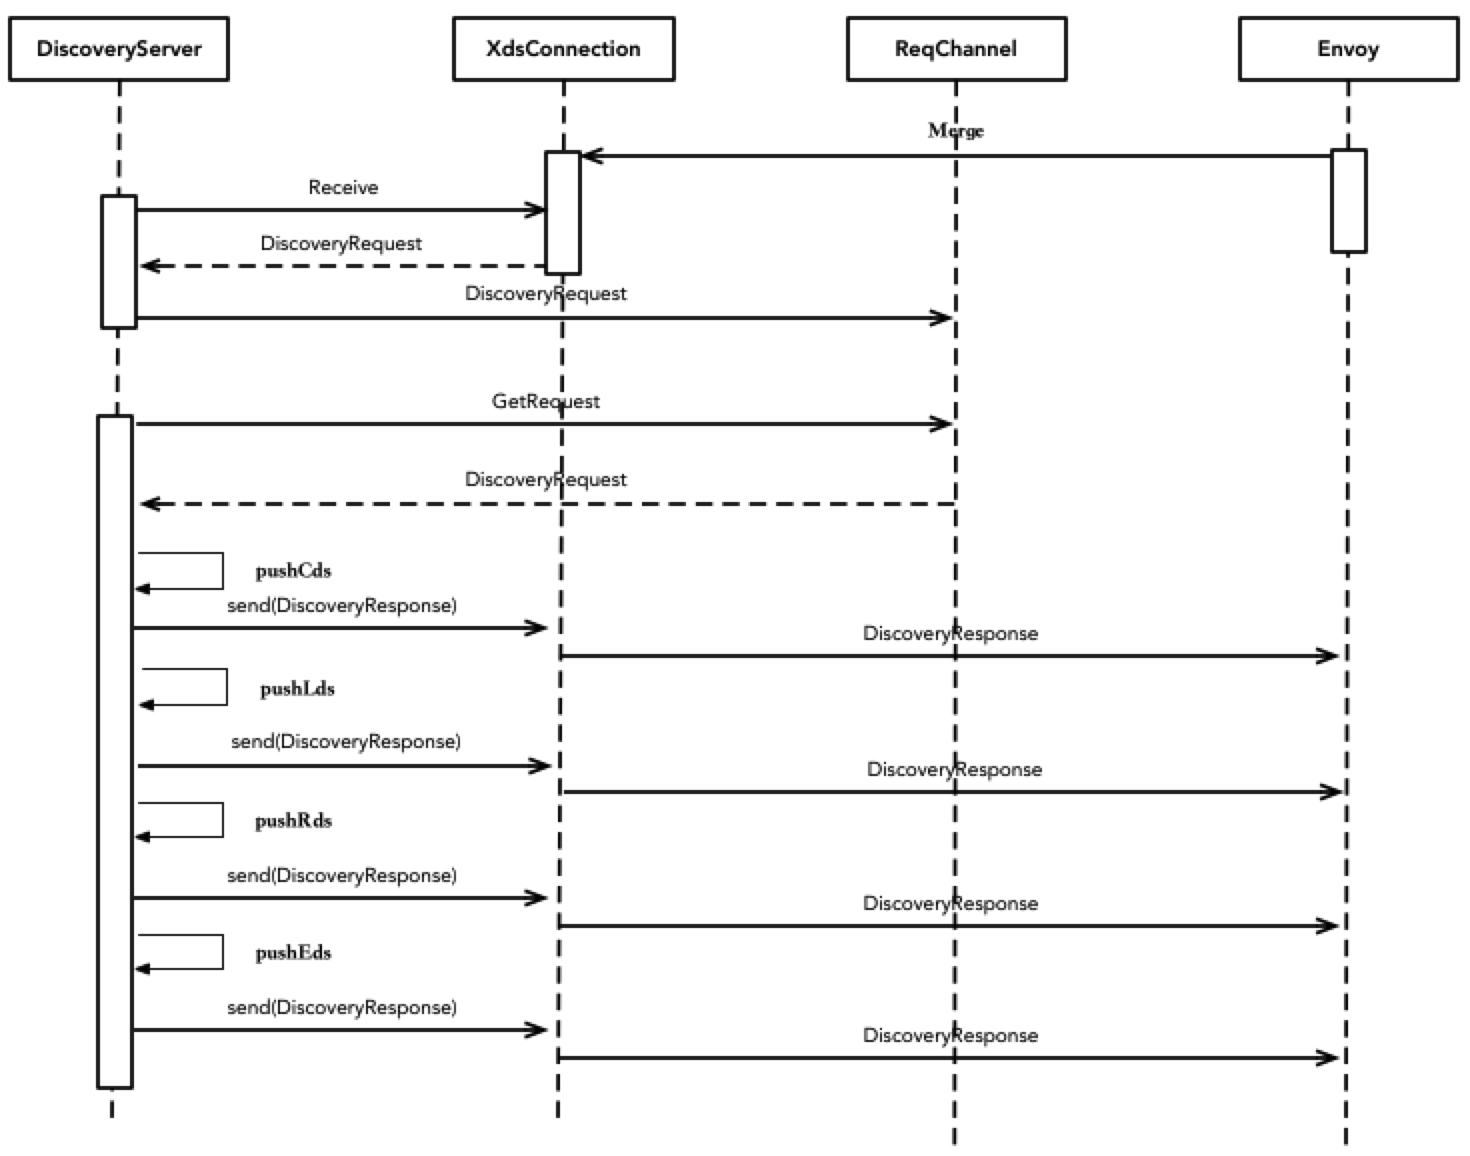 DiscoveryServer
XdsConnection
ReqChannel
Envoy
Merge
Receive
DiscoveryRequest
DiscoveryRequest
GetRequest
DiscoveryRequest
pushCds
send(DiscoveryResponse)
DiscoveryResponse
pushLds
send(DiscoveryResponse)
DiscoveryResponse
pushRds
send(DiscoveryResponse)
DiscoveryResponse
pushEds
send(DiscoveryResponse)
DiscoveryResponse